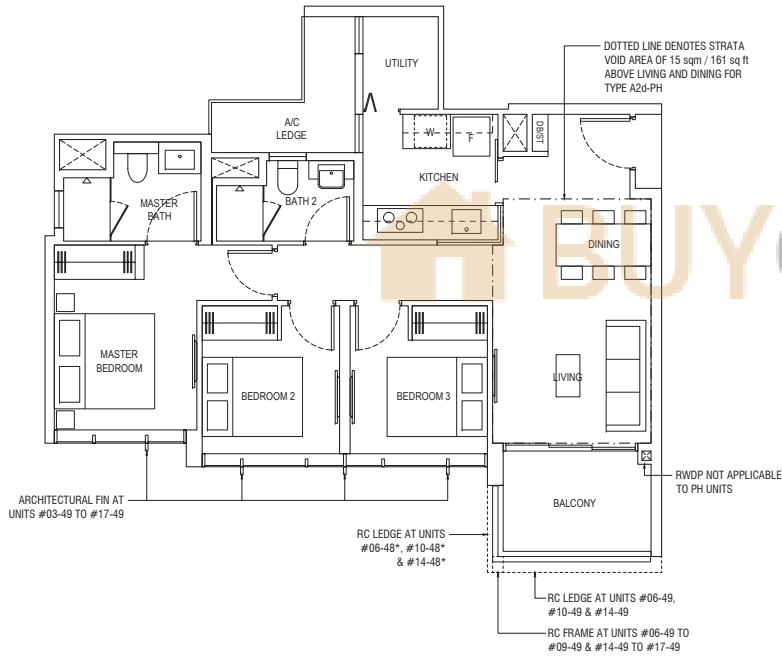 DOTTED LINE DENOTES STRATA
VOID AREA OF 15 sqm / 161 sq ft
ABOVE LIVING AND DINING FOR
TYPE A2d-PH
UTILITY
A/C
LEDGE
W
F
DB/ST
KITCHEN
MASTER
BATH
BATH 2
DINING
BUY
MASTER
BEDROOM
BEDROOM 2
BEDROOM 3
LIVING
RWDP NOT APPLICABLE
TO PH UNITS
BALCONY
ARCHITECTURAL FIN AT
UNITS #03-49 TO #17-49
RC LEDGE AT UNITS
#06-48*, #10-48*
& #14-48*
RC LEDGE AT UNITS #06-49,
#10-49 & #14-49
RC FRAME AT UNITS #06-49 TO
#09-49 & #14-49 TO #17-49